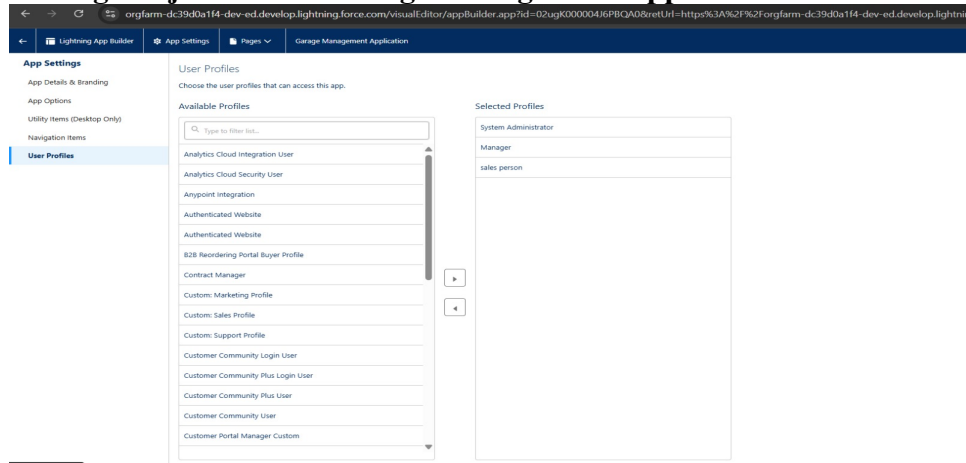 orgfarm-dc39d0a1f4-dev-ed.develop.lightning.force.com/visualEditor/appBuilder.app?id=02ugK000004J6PBQA0&retUrl=https%3A%2F%2Forgfarm-dc39d0a1f4-dev-ed.develop.lightnin
Lightning App Builder App Settings Pages Garage Management Application
App Settings
App Details & Branding
App Options
Utility Items (Desktop Only)
Navigation Items
User Profiles
User Profiles
Choose the user profiles that can access this app.
Available Profiles
Type to filter list...
Analytics Cloud Integration User
Analytics Cloud Security User
Anypoint Integration
Authenticated Website
Authenticated Website
B2B Reordering Portal Buyer Profile
Contract Manager
Custom: Marketing Profile
Custom: Sales Profile
Custom: Support Profile
Customer Community Login User
Customer Community Plus Login User
Customer Community Plus User
Customer Community User
Customer Portal Manager Custom
Selected Profiles
System Administrator
Manager
sales person